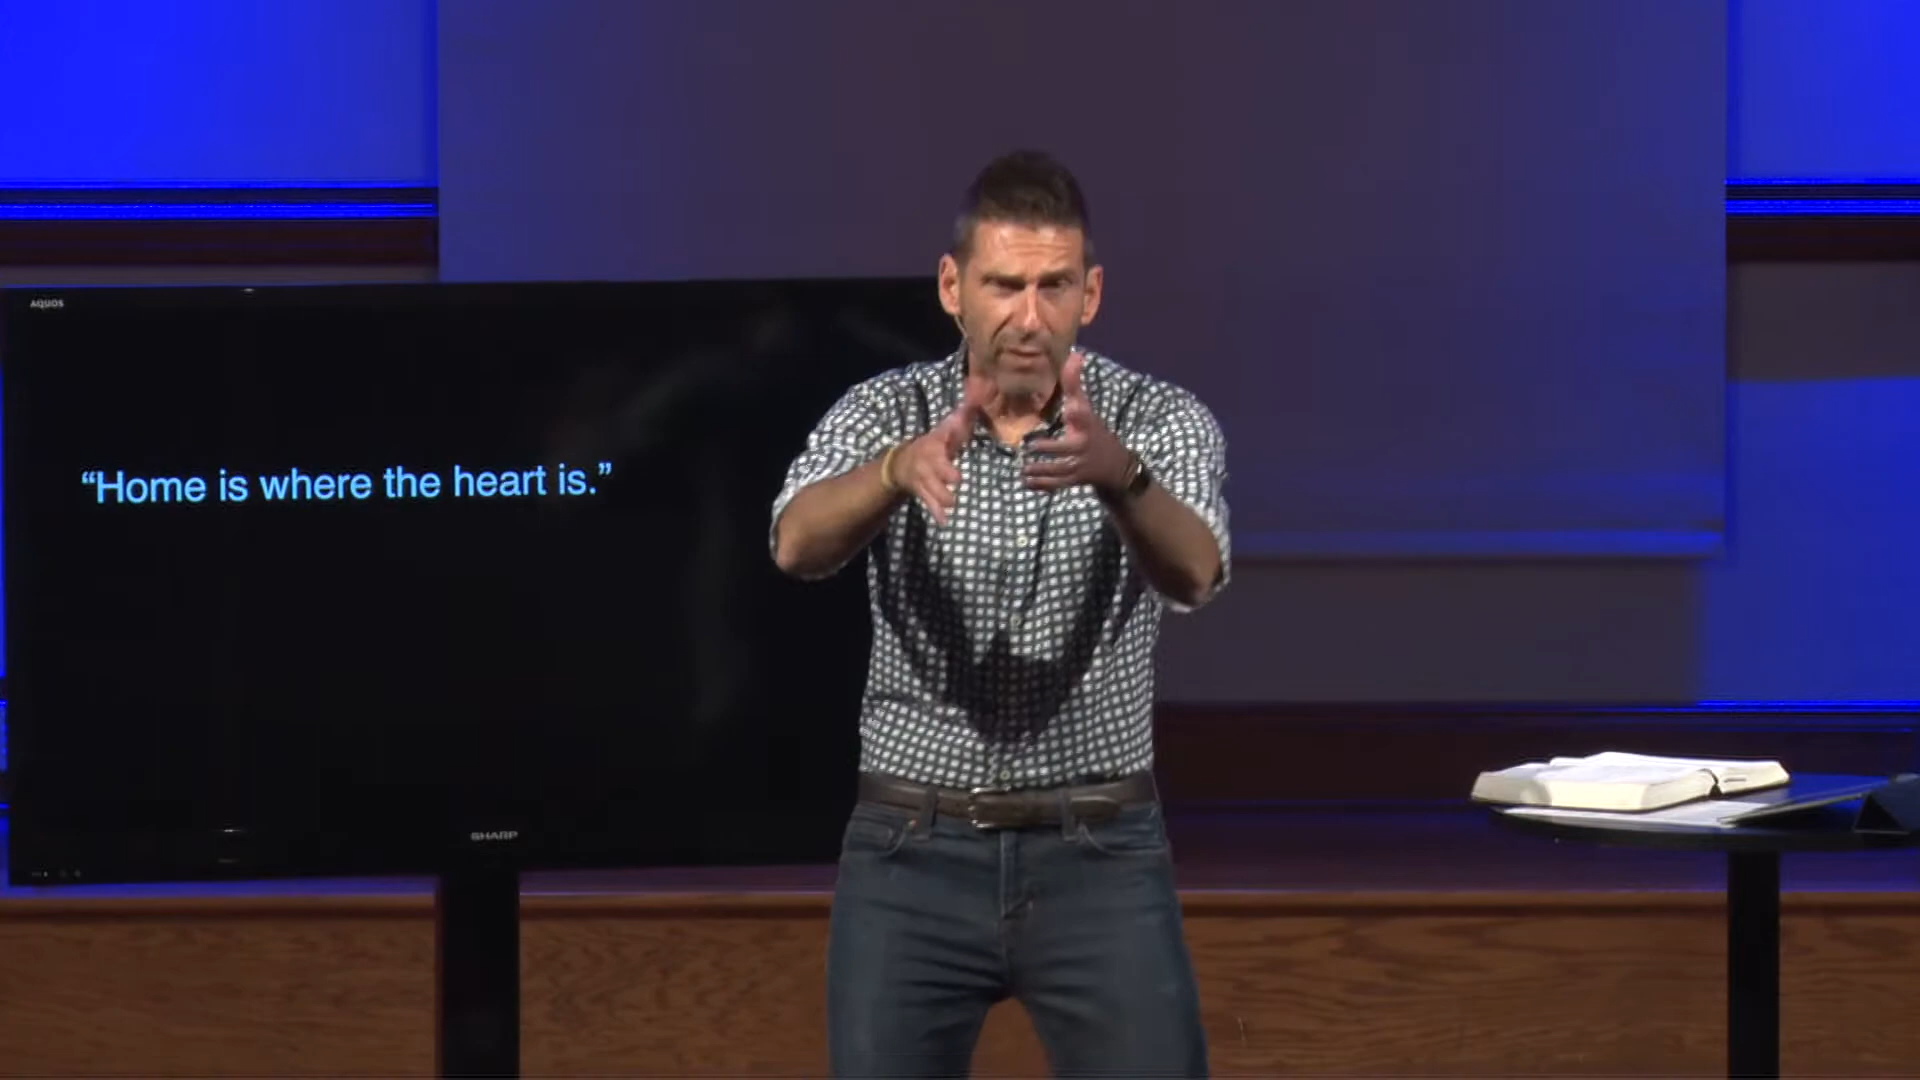 AQUOS
“Home is where the heart is.”
SHARP